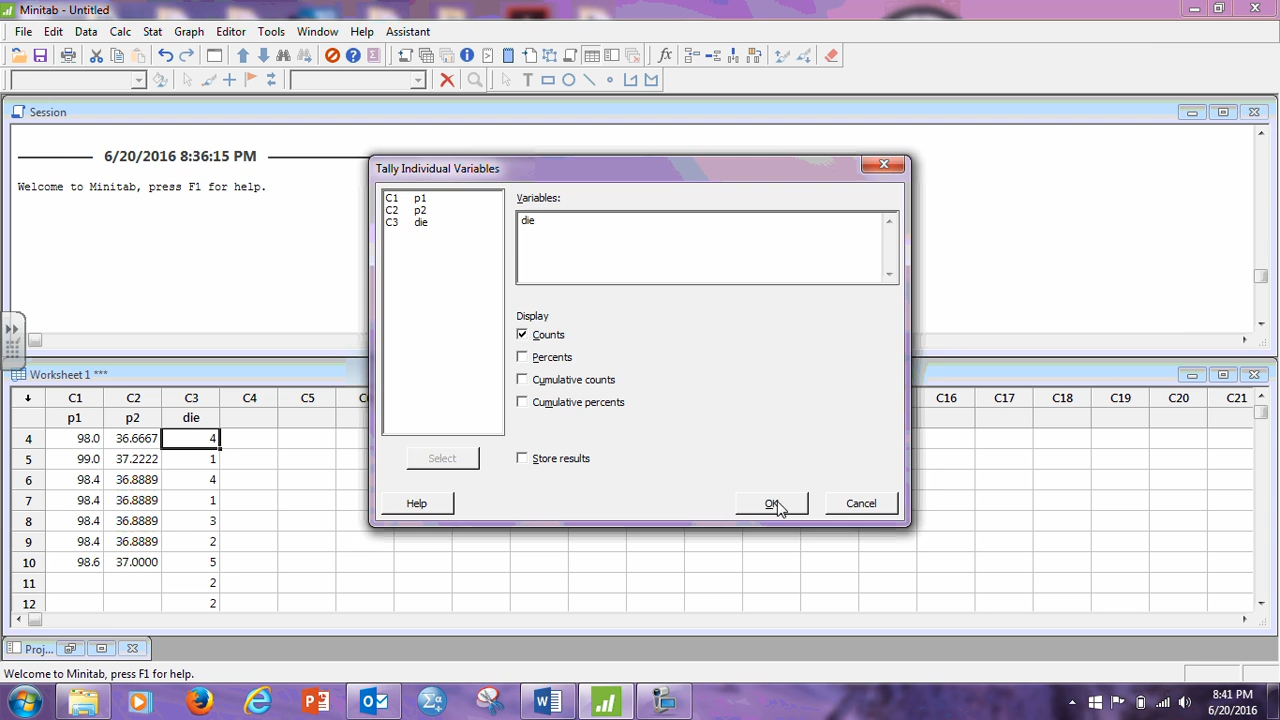 Minitab - Untitled
File Edit Data Calc Stat Graph Editor Tools Window Help Assistant
Session
6/20/2016 8:36:15 PM
Welcome to Minitab, press F1 for help.
Tally Individual Variables
C1 p1
C2 p2
C3 die
Variables:
die
Display
Counts
Percents
Cumulative counts
Cumulative percents
Select
Store results
Help
OK
Cancel
Worksheet 1 ***
C1 C2 C3 C4 C5 C16 C17 C18 C19 C20 C21
p1 p2 die
4 98.0 36.6667 4
5 99.0 37.2222 1
6 98.4 36.8889 4
7 98.4 36.8889 1
8 98.4 36.8889 3
9 98.4 36.8889 2
10 98.6 37.0000 5
11 2
12 2
Proj...
Welcome to Minitab, press F1 for help.
8:41 PM
6/20/2016